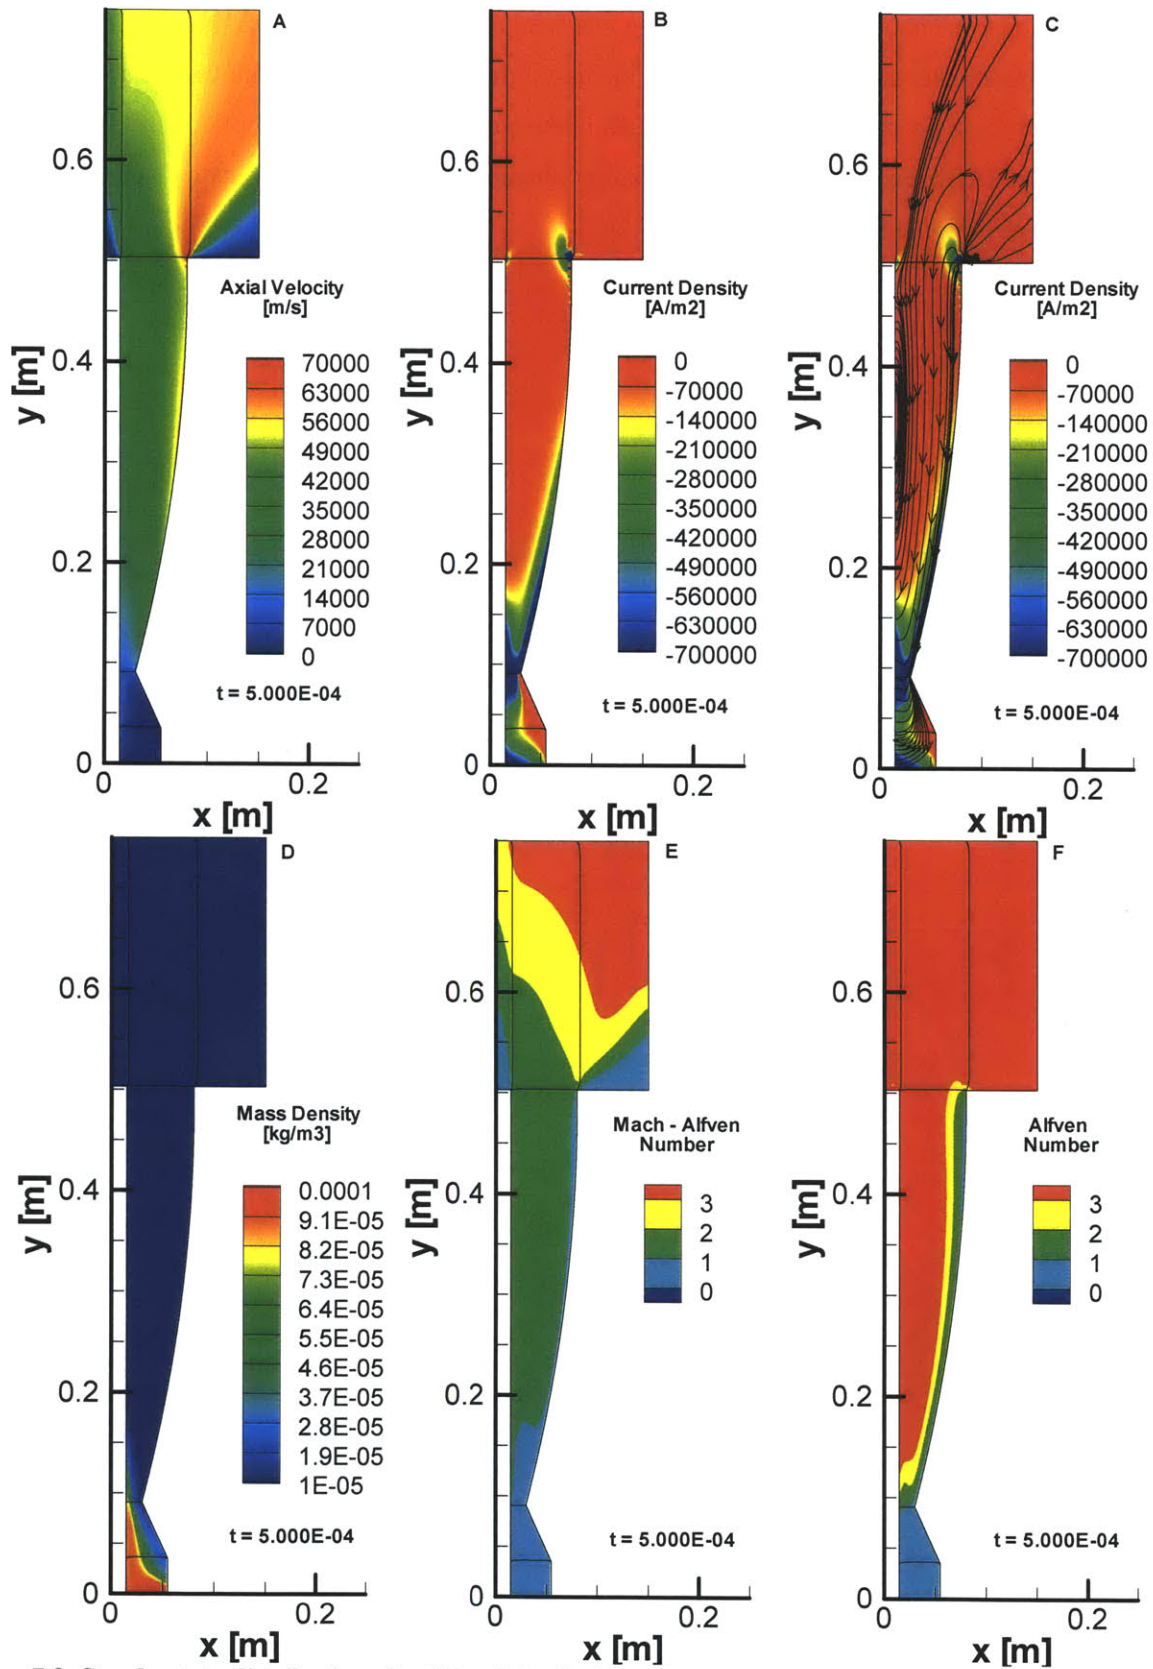 A
y [m]
0.6
0.4
0.2
0
Axial Velocity
[m/s]
70000
63000
56000
49000
42000
35000
28000
21000
14000
7000
0
t = 5.000E-04
0
0.2
x [m]
B
y [m]
0.6
0.4
0.2
0
Current Density
[A/m2]
0
-70000
-140000
-210000
-280000
-350000
-420000
-490000
-560000
-630000
-700000
t = 5.000E-04
0
0.2
x [m]
C
y [m]
0.6
0.4
0.2
0
Current Density
[A/m2]
0
-70000
-140000
-210000
-280000
-350000
-420000
-490000
-560000
-630000
-700000
t = 5.000E-04
0
0.2
x [m]
D
y [m]
0.6
0.4
0.2
0
Mass Density
[kg/m3]
0.0001
9.1E-05
8.2E-05
7.3E-05
6.4E-05
5.5E-05
4.6E-05
3.7E-05
2.8E-05
1.9E-05
1E-05
t = 5.000E-04
0
0.2
x [m]
E
y [m]
0.6
0.4
0.2
0
Mach - Alfven
Number
3
2
1
0
t = 5.000E-04
0
0.2
x [m]
F
y [m]
0.6
0.4
0.2
0
Alfven
Number
3
2
1
0
t = 5.000E-04
0
0.2
x [m]